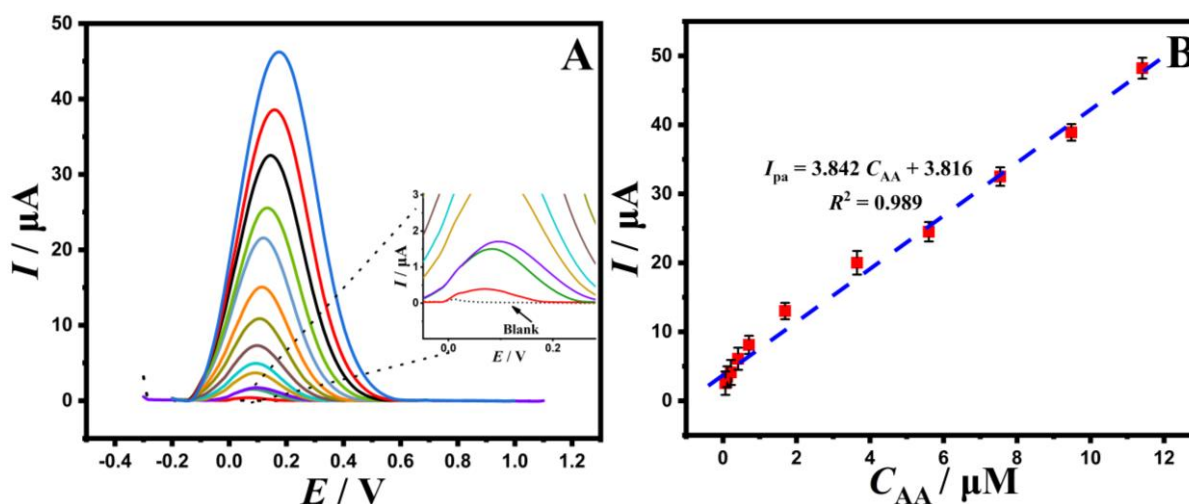 A
I / μA
50
40
30
20
10
0
-0.4 -0.2 0.0 0.2 0.4 0.6 0.8 1.0 1.2
E / V
I / μA
3
2
1
0
Blank
0,0 0.2
E / V
B
I / μA
50
40
30
20
10
0
I_pa = 3.842 C_AA + 3.816
R² = 0.989
0 2 4 6 8 10 12
C_AA / μM